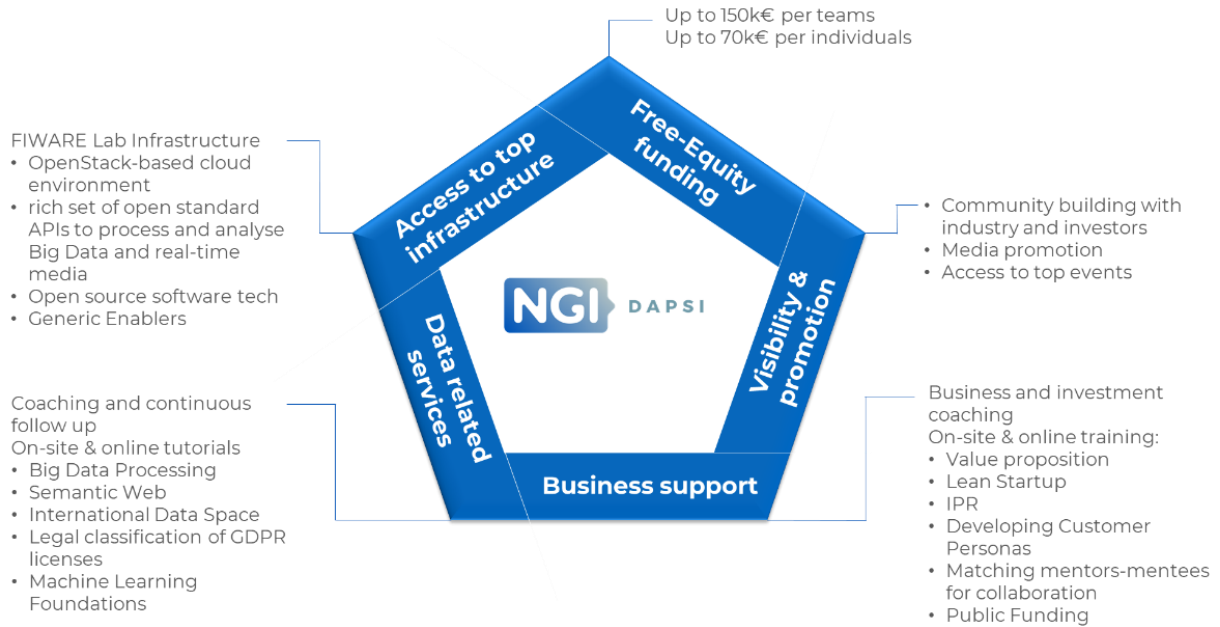 Up to 150k€ per teams
Up to 70k€ per individuals
Free-Equity
funding
FIWARE Lab Infrastructure
• OpenStack-based cloud
environment
• rich set of open standard
APIs to process and analyse
Big Data and real-time
media
• Open source software tech
• Generic Enablers
Access to top
infrastructure
• Community building with
industry and investors
• Media promotion
• Access to top events
Visibility &
promotion
NGI DAPSI
Coaching and continuous
follow up
On-site & online tutorials
• Big Data Processing
• Semantic Web
• International Data Space
• Legal classification of GDPR
licenses
• Machine Learning
Foundations
Data related
services
Business support
Business and investment
coaching
On-site & online training:
• Value proposition
• Lean Startup
• IPR
• Developing Customer
Personas
• Matching mentors-mentees
for collaboration
• Public Funding